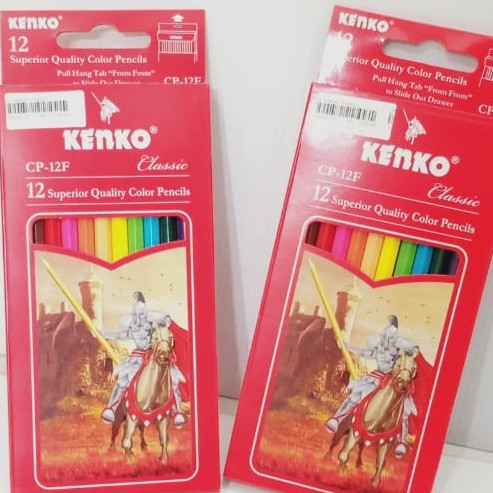 KENKO®
12
Superior Quality Color Pencils
Pull Hang Tab "From Front"
to Slide Out Drawer
CP-12F
KENKO®
CP-12F
Classic
12 Superior Quality Color Pencils
KENKO®
12
Superior Quality Color Pencils
Pull Hang Tab "From Front"
to Slide Out Drawer
KENKO®
CP-12F
Classic
12 Superior Quality Color Pencils